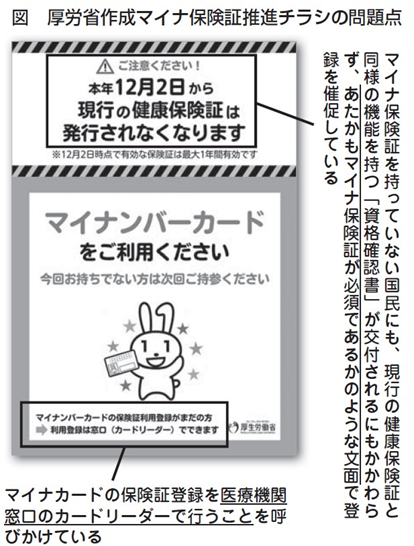 図　厚労省作成マイナ保険証推進チラシの問題点
ご注意ください！
本年12月2日から
現行の健康保険証は
発行されなくなります
※12月2日時点で有効な保険証は最大1年間有効です
マイナンバーカード
をご利用ください
今回お持ちでない方は次回ご持参ください
マイナンバーカードの保険証利用登録がまだの方
➡ 利用登録は窓口（カードリーダー）でできます
厚生労働省
マイナ保険証を持っていない国民にも、現行の健康保険証と
同様の機能を持つ「資格確認書」が交付されるにもかかわら
ず、あたかもマイナ保険証が必須であるかのような文面で登
録を催促している
マイナカードの保険証登録を医療機関
窓口のカードリーダーで行うことを呼
びかけている